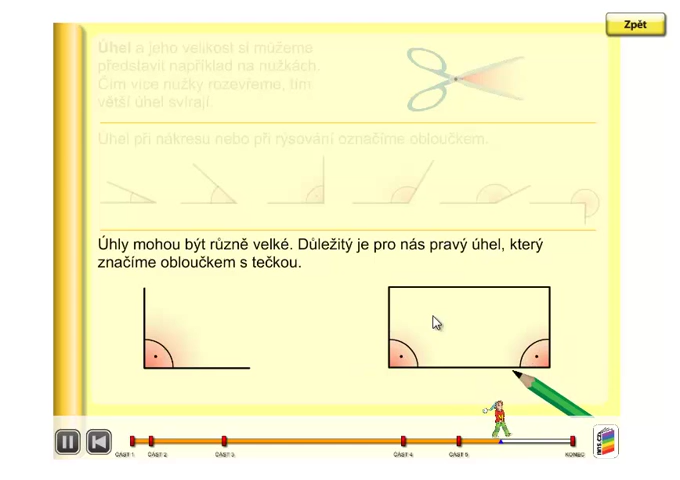 Zpět
Úhel a jeho velikost si můžeme
představit například na nůžkách.
Čím více nůžky rozevřeme, tím
větší úhel svírají.
Úhel při nákresu nebo při rýsování označíme obloučkem.
Úhly mohou být různě velké. Důležitý je pro nás pravý úhel, který
značíme obloučkem s tečkou.
ČÁST 1 ČÁST 2 ČÁST 3 ČÁST 4 ČÁST 5 KONEC